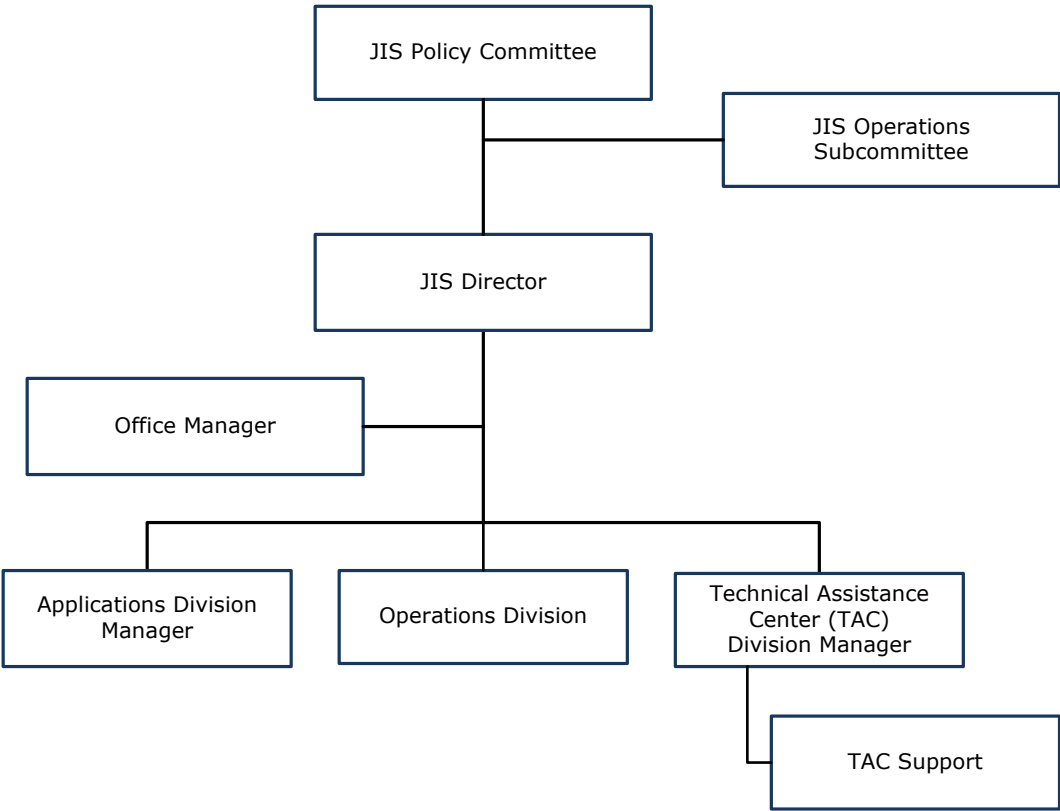 JIS Policy Committee
JIS Operations
Subcommittee
JIS Director
Office Manager
Applications Division
Manager
Operations Division
Technical Assistance
Center (TAC)
Division Manager
TAC Support